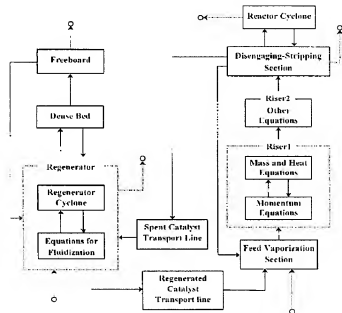 Reactor Cyclone
Freeboard
Disengaging-Stripping
Section
Riser2
Other
Equations
Dense Bed
Riser1
Mass and Heat
Equations
Momentum
Equations
Regenerator
Regenerator
Cyclone
Equations for
Fluidization
Spent Catalyst
Transport Line
Feed Vaporization
Section
Regenerated
Catalyst
Transport line